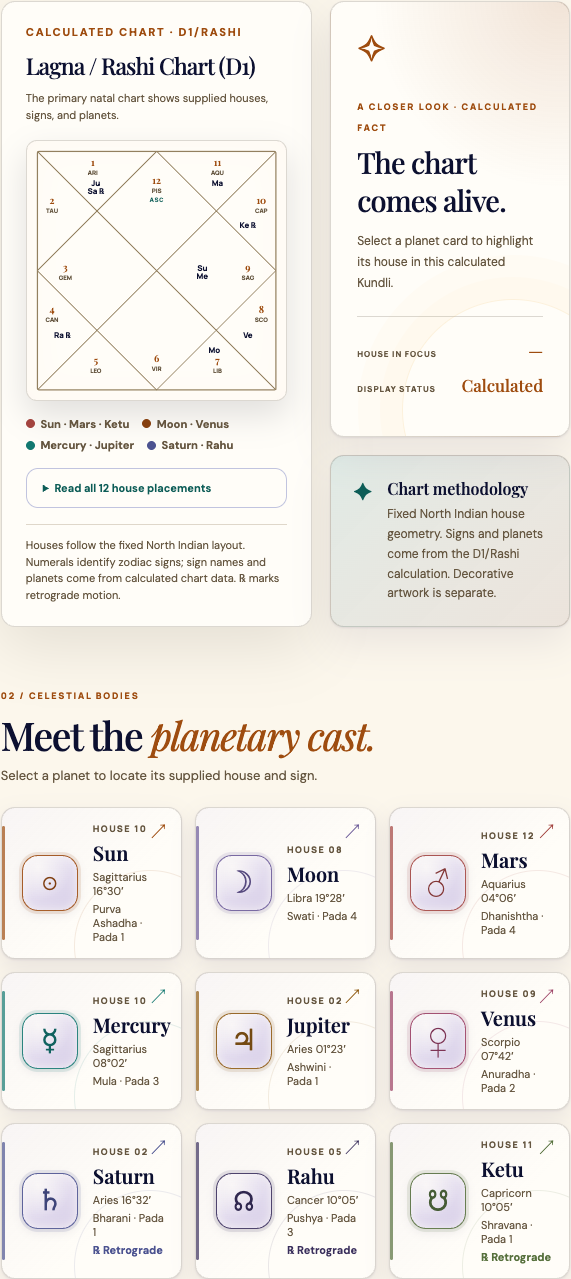 CALCULATED CHART · D1/RASHI
Lagna / Rashi Chart (D1)
The primary natal chart shows supplied houses,
signs, and planets.
1
ARI
Ju
Sa ℞
12
PIS
ASC
11
AQU
Ma
2
TAU
10
CAP
Ke ℞
3
GEM
Su
Me
9
SAG
4
CAN
Ra ℞
8
SCO
Ve
5
LEO
6
VIR
Mo
7
LIB
Sun · Mars · Ketu
Moon · Venus
Mercury · Jupiter
Saturn · Rahu
Read all 12 house placements
Houses follow the fixed North Indian layout.
Numerals identify zodiac signs; sign names and
planets come from calculated chart data. ℞ marks
retrograde motion.
A CLOSER LOOK · CALCULATED
FACT
The chart
comes alive.
Select a planet card to highlight
its house in this calculated
Kundli.
HOUSE IN FOCUS —
DISPLAY STATUS Calculated
Chart methodology
Fixed North Indian house
geometry. Signs and planets
come from the D1/Rashi
calculation. Decorative
artwork is separate.
02 / CELESTIAL BODIES
Meet the planetary cast.
Select a planet to locate its supplied house and sign.
HOUSE 10
Sun
Sagittarius
16°30′
Purva
Ashadha ·
Pada 1
HOUSE 08
Moon
Libra 19°28′
Swati · Pada 4
HOUSE 12
Mars
Aquarius
04°06′
Dhanishtha ·
Pada 4
HOUSE 10
Mercury
Sagittarius
08°02′
Mula · Pada 3
HOUSE 02
Jupiter
Aries 01°23′
Ashwini ·
Pada 1
HOUSE 09
Venus
Scorpio
07°42′
Anuradha ·
Pada 2
HOUSE 02
Saturn
Aries 16°32′
Bharani · Pada
1
℞ Retrograde
HOUSE 05
Rahu
Cancer 10°05′
Pushya · Pada
3
℞ Retrograde
HOUSE 11
Ketu
Capricorn
10°05′
Shravana ·
Pada 1
℞ Retrograde